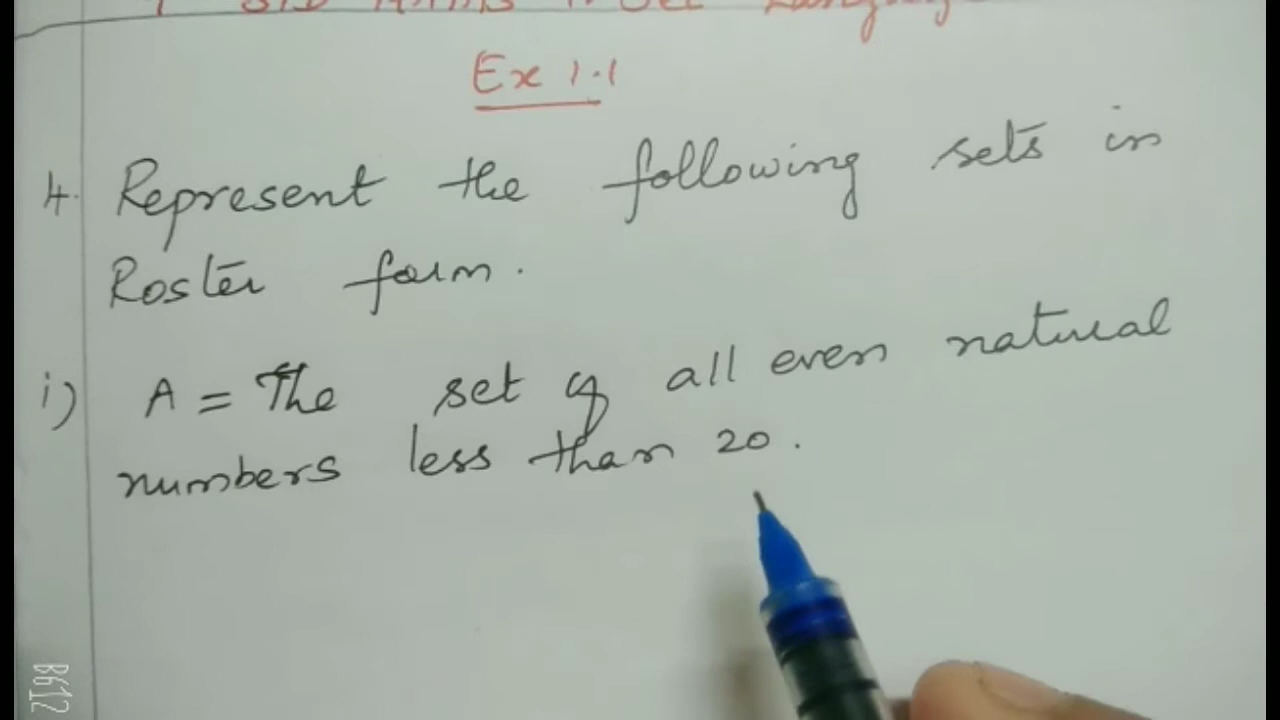 Ex 1.1
4. Represent the following sets in
Roster form.
i) A = The set of all even natural
numbers less than 20.
B612